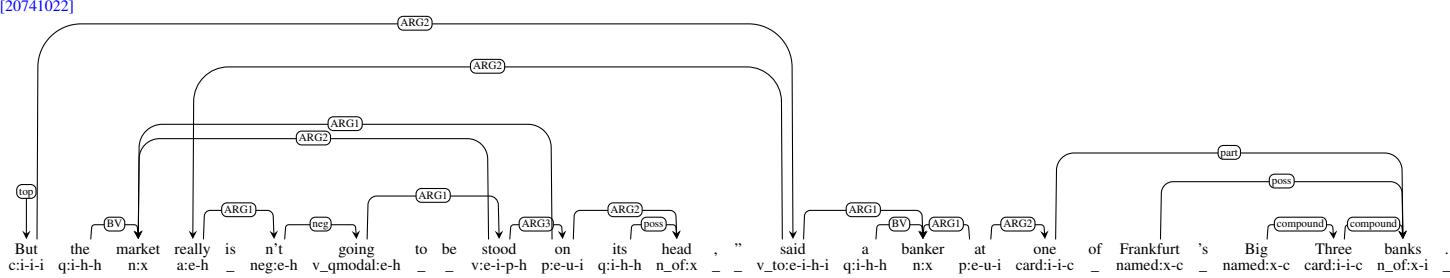 [20741022]
ARG2
ARG2
ARG1
ARG2
part
poss
top
ARG1
BV ARG1 neg ARG3 ARG2 poss ARG1 BV ARG1 ARG2 compound compound
But the market really is n't going to be stood on its head , ” said a banker at one of Frankfurt 's Big Three banks .
c:i-i-i q:i-h-h n:x a:e-h _ neg:e-h v_qmodal:e-h _ _ v:e-i-p-h p:e-u-i q:i-h-h n_of:x _ _ v_to:e-i-h-i q:i-h-h n:x p:e-u-i card:i-i-c _ named:x-c _ named:x-c card:i-i-c n_of:x-i _